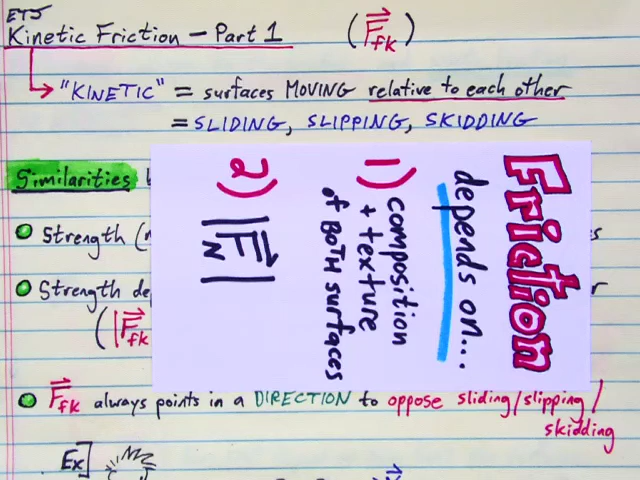 ETJ
Kinetic Friction - Part 1 (F⃗fk)
"KINETIC" = surfaces MOVING relative to each other
= SLIDING, SLIPPING, SKIDDING
Similarities
Strength
Strength
(|F⃗fk
F⃗fk always points in a DIRECTION to oppose sliding/slipping/
skidding
Ex]
Friction
depends on...
1) composition
+ texture
of BOTH surfaces
2) |F⃗N|